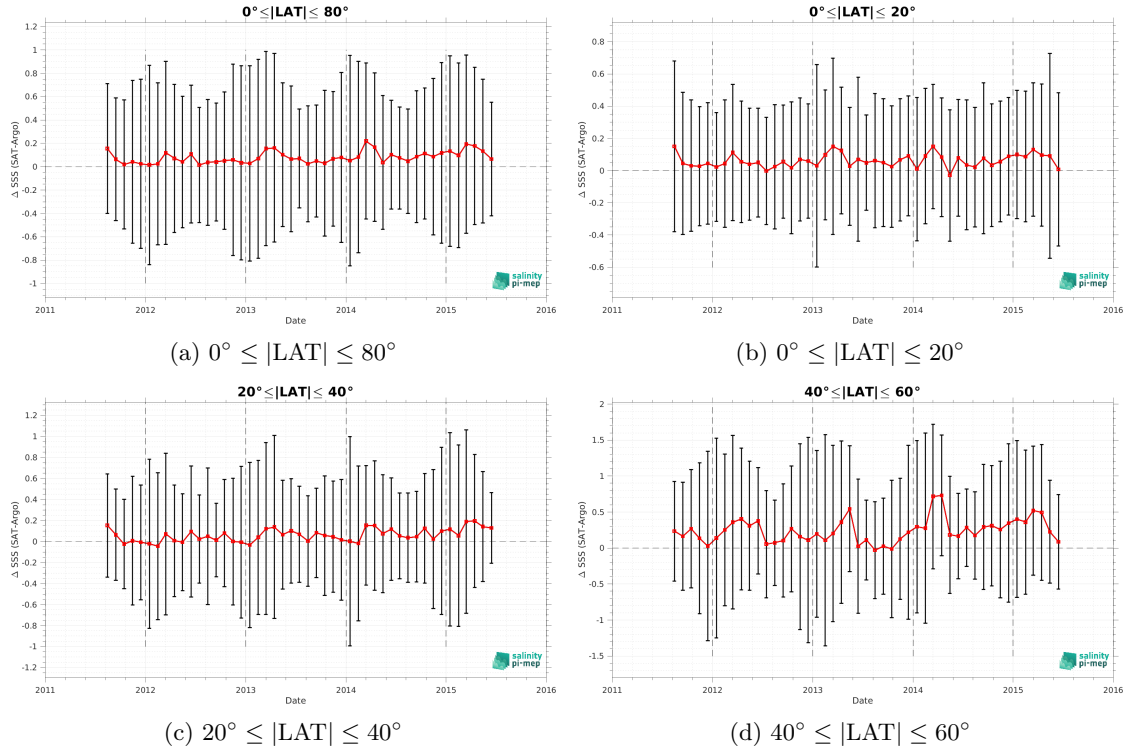 0°≤|LAT|≤ 80°
1.2
1
0.8
0.6
0.4
0.2
0
-0.2
-0.4
-0.6
-0.8
-1
Δ SSS (SAT-Argo)
salinity
pi-mep
2011 2012 2013 2014 2015 2016
Date
(a) 0° ≤ |LAT| ≤ 80°
0°≤|LAT|≤ 20°
0.8
0.6
0.4
0.2
0
-0.2
-0.4
-0.6
Δ SSS (SAT-Argo)
salinity
pi-mep
2011 2012 2013 2014 2015 2016
Date
(b) 0° ≤ |LAT| ≤ 20°
20°≤|LAT|≤ 40°
1.2
1
0.8
0.6
0.4
0.2
0
-0.2
-0.4
-0.6
-0.8
-1
-1.2
Δ SSS (SAT-Argo)
salinity
pi-mep
2011 2012 2013 2014 2015 2016
Date
(c) 20° ≤ |LAT| ≤ 40°
40°≤|LAT|≤ 60°
2
1.5
1
0.5
0
-0.5
-1
-1.5
Δ SSS (SAT-Argo)
salinity
pi-mep
2011 2012 2013 2014 2015 2016
Date
(d) 40° ≤ |LAT| ≤ 60°